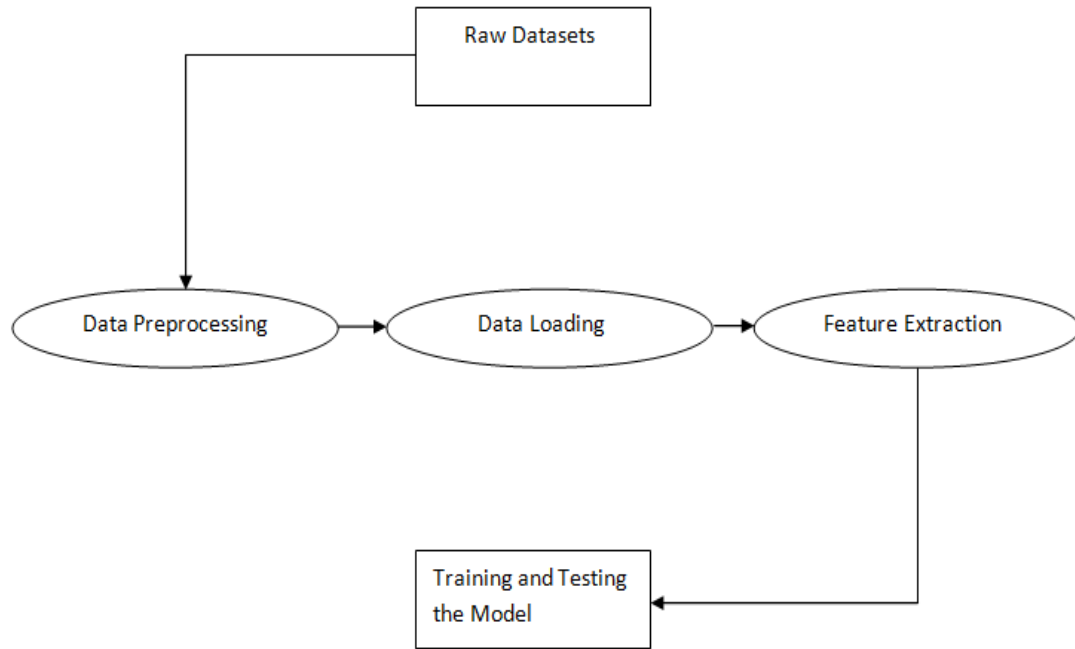 Raw Datasets
Data Preprocessing
Data Loading
Feature Extraction
Training and Testing
the Model